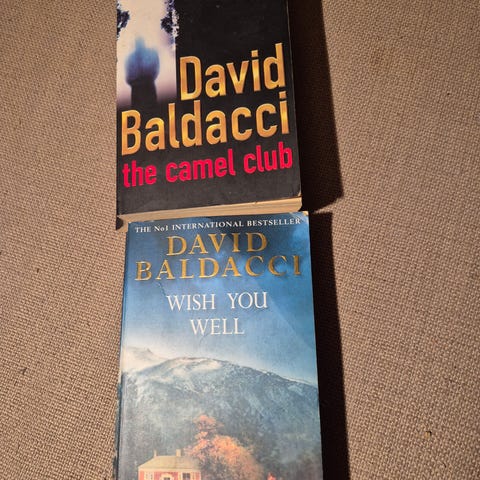 David
Baldacci
the camel club
THE No1 INTERNATIONAL BESTSELLER
DAVID
BALDACCI
WISH YOU
WELL